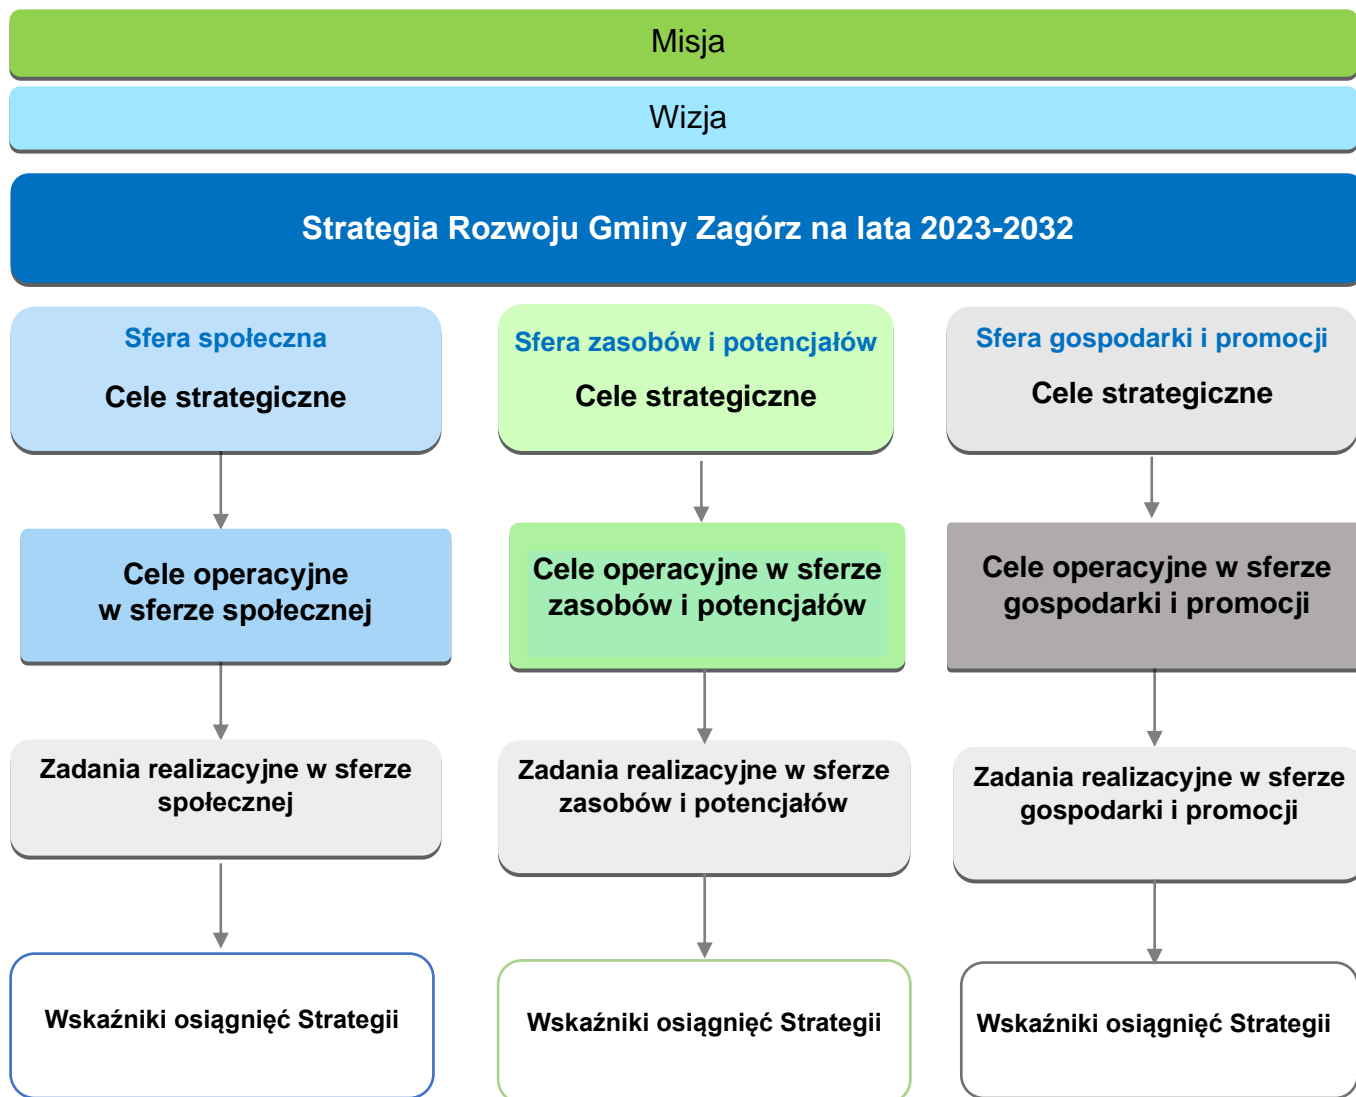 Misja
Wizja
Strategia Rozwoju Gminy Zagórz na lata 2023-2032
Sfera społeczna
Cele strategiczne
Sfera zasobów i potencjałów
Cele strategiczne
Sfera gospodarki i promocji
Cele strategiczne
Cele operacyjne
w sferze społecznej
Cele operacyjne w sferze
zasobów i potencjałów
Cele operacyjne w sferze
gospodarki i promocji
Zadania realizacyjne w sferze
społecznej
Zadania realizacyjne w sferze
zasobów i potencjałów
Zadania realizacyjne w sferze
gospodarki i promocji
Wskaźniki osiągnięć Strategii
Wskaźniki osiągnięć Strategii
Wskaźniki osiągnięć Strategii